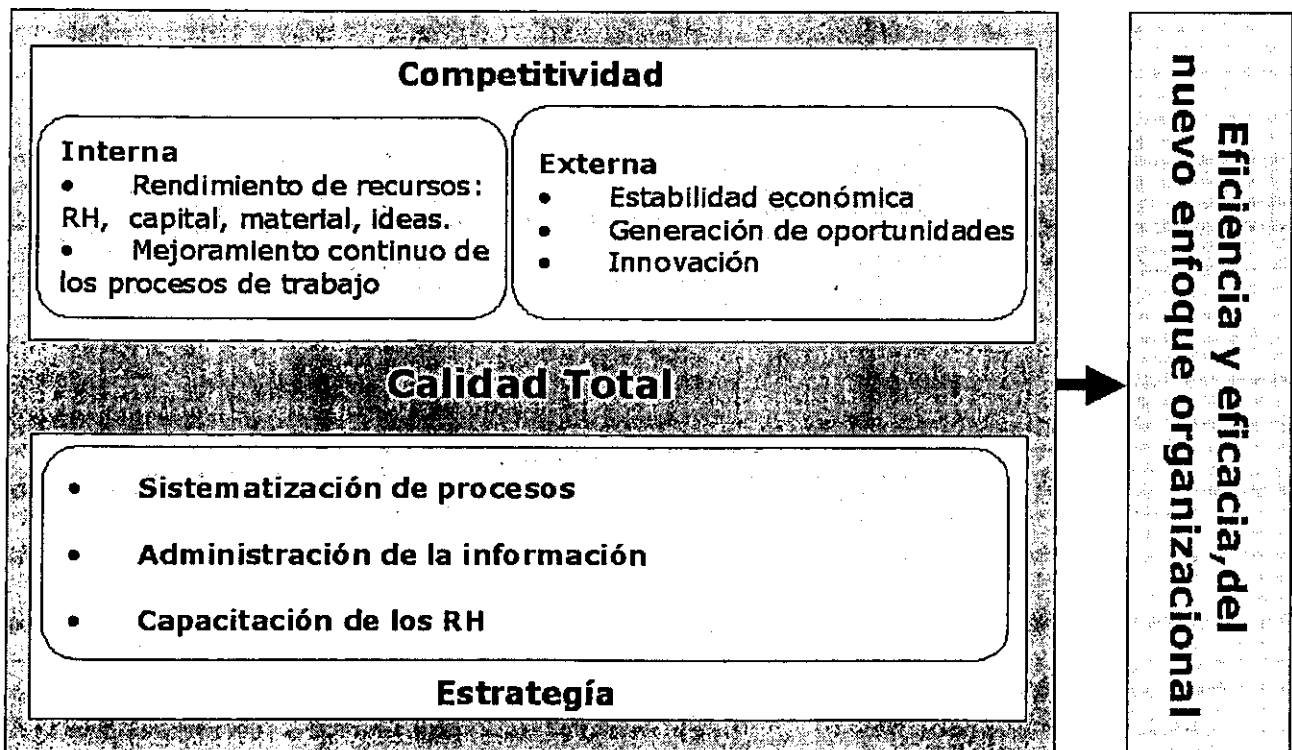 Competitividad
Interna
• Rendimiento de recursos:
RH, capital, material, ideas.
• Mejoramiento continuo de
los procesos de trabajo
Externa
• Estabilidad económica
• Generación de oportunidades
• Innovación
Calidad Total
• Sistematización de procesos
• Administración de la información
• Capacitación de los RH
Estrategía
Eficiencia y eficacia,del
nuevo enfoque organizacional